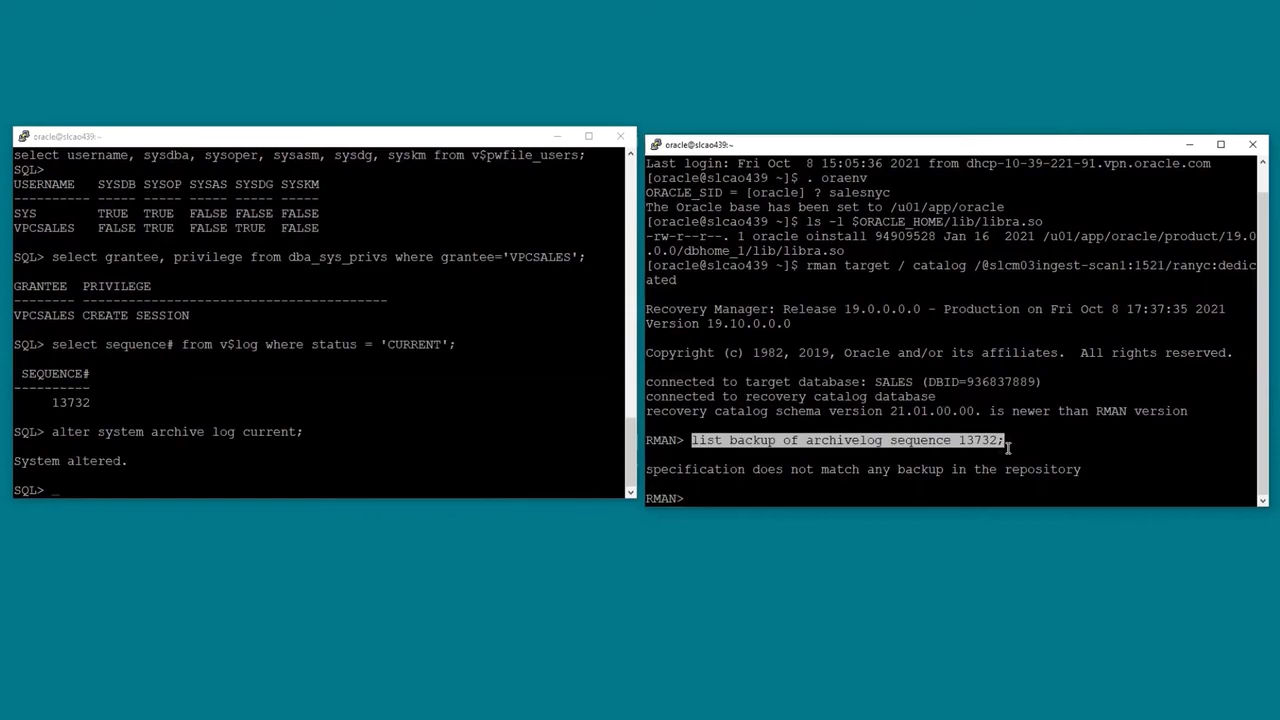 oracle@slcao439:~
select username, sysdba, sysoper, sysasm, sysdg, syskm from v$pwfile_users;
SQL>
USERNAME SYSDB SYSOP SYSAS SYSDG SYSKM
---------- ----- ----- ----- ----- -----
SYS TRUE TRUE FALSE FALSE FALSE
VPCSALES FALSE TRUE FALSE TRUE FALSE
SQL> select grantee, privilege from dba_sys_privs where grantee='VPCSALES';
GRANTEE PRIVILEGE
-------- ----------------------------------------
VPCSALES CREATE SESSION
SQL> select sequence# from v$log where status = 'CURRENT';
SEQUENCE#
----------
13732
SQL> alter system archive log current;
System altered.
SQL> _
oracle@slcao439:~
Last login: Fri Oct 8 15:05:36 2021 from dhcp-10-39-221-91.vpn.oracle.com
[oracle@slcao439 ~]$ . oraenv
ORACLE_SID = [oracle] ? salesnyc
The Oracle base has been set to /u01/app/oracle
[oracle@slcao439 ~]$ ls -l $ORACLE_HOME/lib/libra.so
-rw-r--r--. 1 oracle oinstall 94909528 Jan 16 2021 /u01/app/oracle/product/19.0
.0.0/dbhome_1/lib/libra.so
[oracle@slcao439 ~]$ rman target / catalog /@slcm03ingest-scan1:1521/ranyc:dedic
ated
Recovery Manager: Release 19.0.0.0.0 - Production on Fri Oct 8 17:37:35 2021
Version 19.10.0.0.0
Copyright (c) 1982, 2019, Oracle and/or its affiliates. All rights reserved.
connected to target database: SALES (DBID=936837889)
connected to recovery catalog database
recovery catalog schema version 21.01.00.00. is newer than RMAN version
RMAN> list backup of archivelog sequence 13732;
specification does not match any backup in the repository
RMAN>